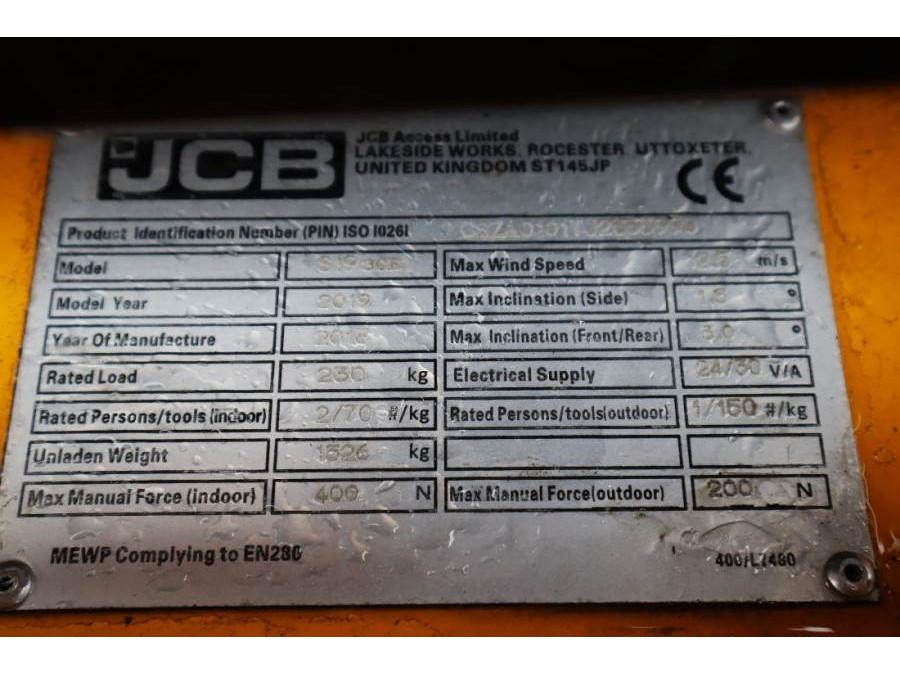 JCB
JCB Access Limited
LAKESIDE WORKS, ROCESTER, UTTOXETER,
UNITED KINGDOM ST145JP
CE
Product Identification Number (PIN) ISO 10261
Model Max Wind Speed m/s
Model Year 2019 Max Inclination (Side) 1.5 °
Year Of Manufacture Max Inclination (Front/Rear) 3.0 °
Rated Load 230 kg Electrical Supply 24/30 V/A
Rated Persons/tools (indoor) 2/70 #/kg Rated Persons/tools(outdoor) 1/150 #/kg
Unladen Weight 1526 kg
Max Manual Force (indoor) 400 N Max Manual Force(outdoor) 200 N
MEWP Complying to EN280
400/L7480